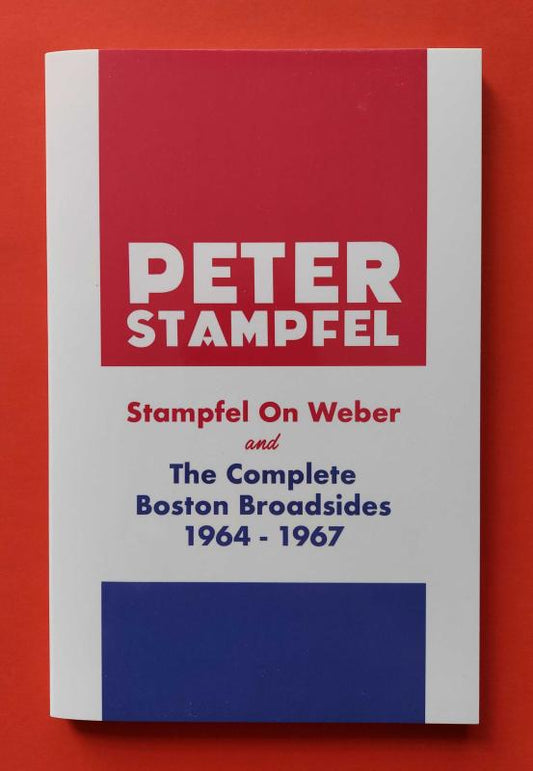 PETER
STAMPFEL
Stampfel On Weber
and
The Complete
Boston Broadsides
1964 - 1967